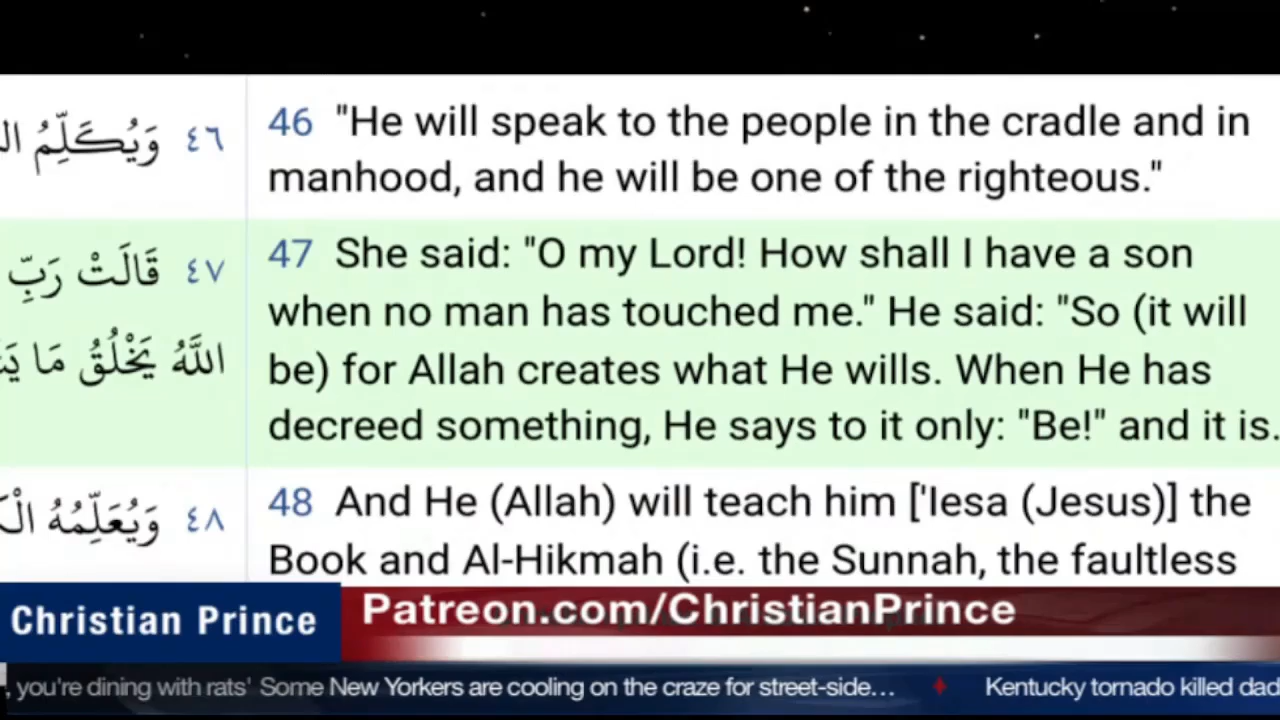 46 "He will speak to the people in the cradle and in
manhood, and he will be one of the righteous."
٤٦ وَيُكَلِّمُ
47 She said: "O my Lord! How shall I have a son
when no man has touched me." He said: "So (it will
be) for Allah creates what He wills. When He has
decreed something, He says to it only: "Be!" and it is.
٤٧ قَالَتْ رَبِّ
اللَّهُ يَخْلُقُ مَا
48 And He (Allah) will teach him ['Iesa (Jesus)] the
Book and Al-Hikmah (i.e. the Sunnah, the faultless
٤٨ وَيُعَلِّمُهُ
Christian Prince
Patreon.com/ChristianPrince
, you're dining with rats' Some New Yorkers are cooling on the craze for street-side… Kentucky tornado killed dad